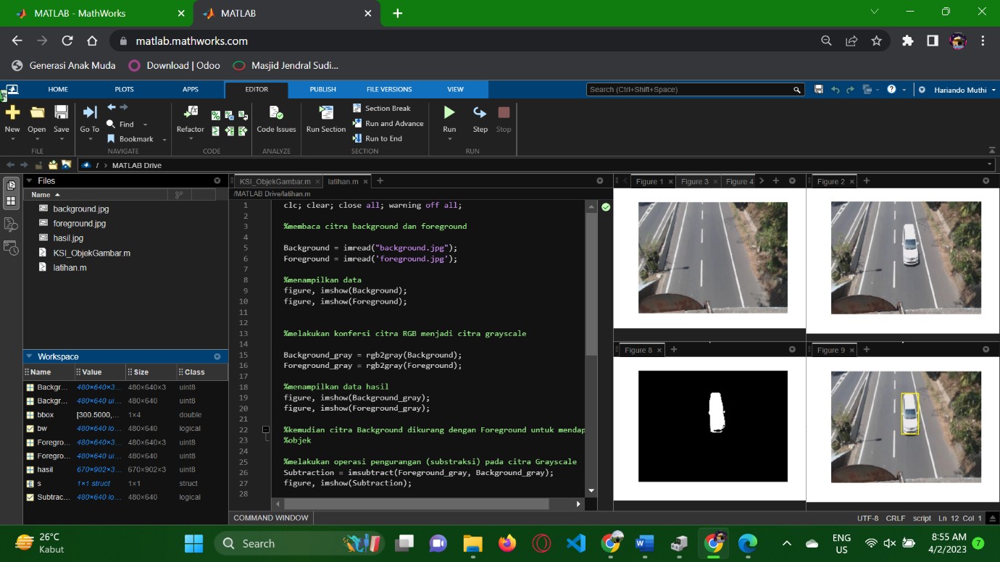 MATLAB - MathWorks
MATLAB
matlab.mathworks.com
Generasi Anak Muda
Download | Odoo
Masjid Jendral Sudi...
HOME PLOTS APPS EDITOR PUBLISH FILE VERSIONS VIEW
Search (Ctrl+Shift+Space)
Hariando Muthi
New Open Save
FILE
Go To
Find
Bookmark
NAVIGATE
Refactor
CODE
Code Issues
ANALYZE
Run Section
Section Break
Run and Advance
Run to End
SECTION
Run Step Stop
RUN
/ > MATLAB Drive
Files
Name
background.jpg
foreground.jpg
hasil.jpg
KSI_ObjekGambar.m
latihan.m
Workspace
Name Value Size Class
Backgr... 480×640×3... 480×640×3 uint8
Backgr... 480×640 ui... 480×640 uint8
bbox [300.5000,... 1×4 double
bw 480×640 lo... 480×640 logical
Foregro... 480×640×3... 480×640×3 uint8
Foregro... 480×640 ui... 480×640 uint8
hasil 670×902×3... 670×902×3 uint8
s 1×1 struct 1×1 struct
Subtrac... 480×640 lo... 480×640 logical
KSI_ObjekGambar.m
latihan.m
/MATLAB Drive/latihan.m
1 clc; clear; close all; warning off all;
2
3 %membaca citra background dan foreground
4
5 Background = imread("background.jpg");
6 Foreground = imread('foreground.jpg');
7
8 %menampilkan data
9 figure, imshow(Background);
10 figure, imshow(Foreground);
11
12
13 %melakukan konfersi citra RGB menjadi citra grayscale
14
15 Background_gray = rgb2gray(Background);
16 Foreground_gray = rgb2gray(Foreground);
17
18 %menampilkan data hasil
19 figure, imshow(Background_gray);
20 figure, imshow(Foreground_gray);
21
22 %kemudian citra Background dikurang dengan Foreground untuk mendap
23 %objek
24
25 %melakukan operasi pengurangan (substraksi) pada citra Grayscale
26 Subtraction = imsubtract(Foreground_gray, Background_gray);
27 figure, imshow(Subtraction);
28
Figure 1 Figure 3 Figure 4
Figure 2
Figure 8
Figure 9
COMMAND WINDOW
UTF-8 CRLF script Ln 12 Col 1
26°C
Kabut
Search
ENG
US
8:55 AM
4/2/2023
7